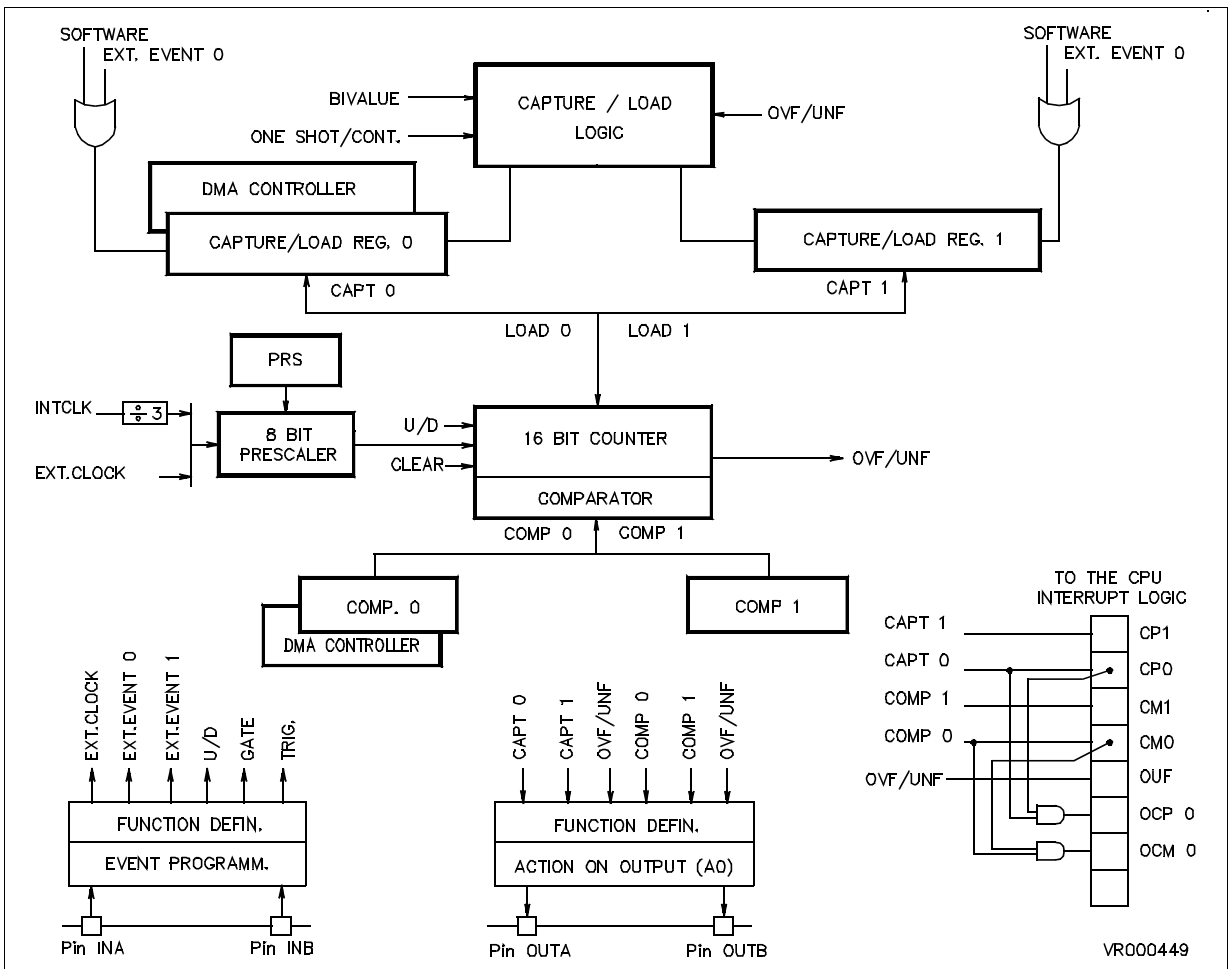 SOFTWARE
EXT. EVENT 0
SOFTWARE
EXT. EVENT 0
CAPTURE / LOAD
LOGIC
BIVALUE
ONE SHOT/CONT.
OVF/UNF
DMA CONTROLLER
CAPTURE/LOAD REG. 0
CAPTURE/LOAD REG. 1
CAPT 0
CAPT 1
LOAD 0
LOAD 1
PRS
INTCLK
÷ 3
8 BIT
PRESCALER
EXT.CLOCK
U/D
CLEAR
16 BIT COUNTER
COMPARATOR
OVF/UNF
COMP 0
COMP 1
COMP. 0
DMA CONTROLLER
COMP 1
TO THE CPU
INTERRUPT LOGIC
CAPT 1
CP1
CAPT 0
CP0
COMP 1
CM1
COMP 0
CM0
OVF/UNF
OUF
OCP 0
OCM 0
EXT.CLOCK
EXT.EVENT 0
EXT.EVENT 1
U/D
GATE
TRIG.
FUNCTION DEFIN.
EVENT PROGRAMM.
Pin INA
Pin INB
CAPT 0
CAPT 1
OVF/UNF
COMP 0
COMP 1
OVF/UNF
FUNCTION DEFIN.
ACTION ON OUTPUT (AO)
Pin OUTA
Pin OUTB
VR000449